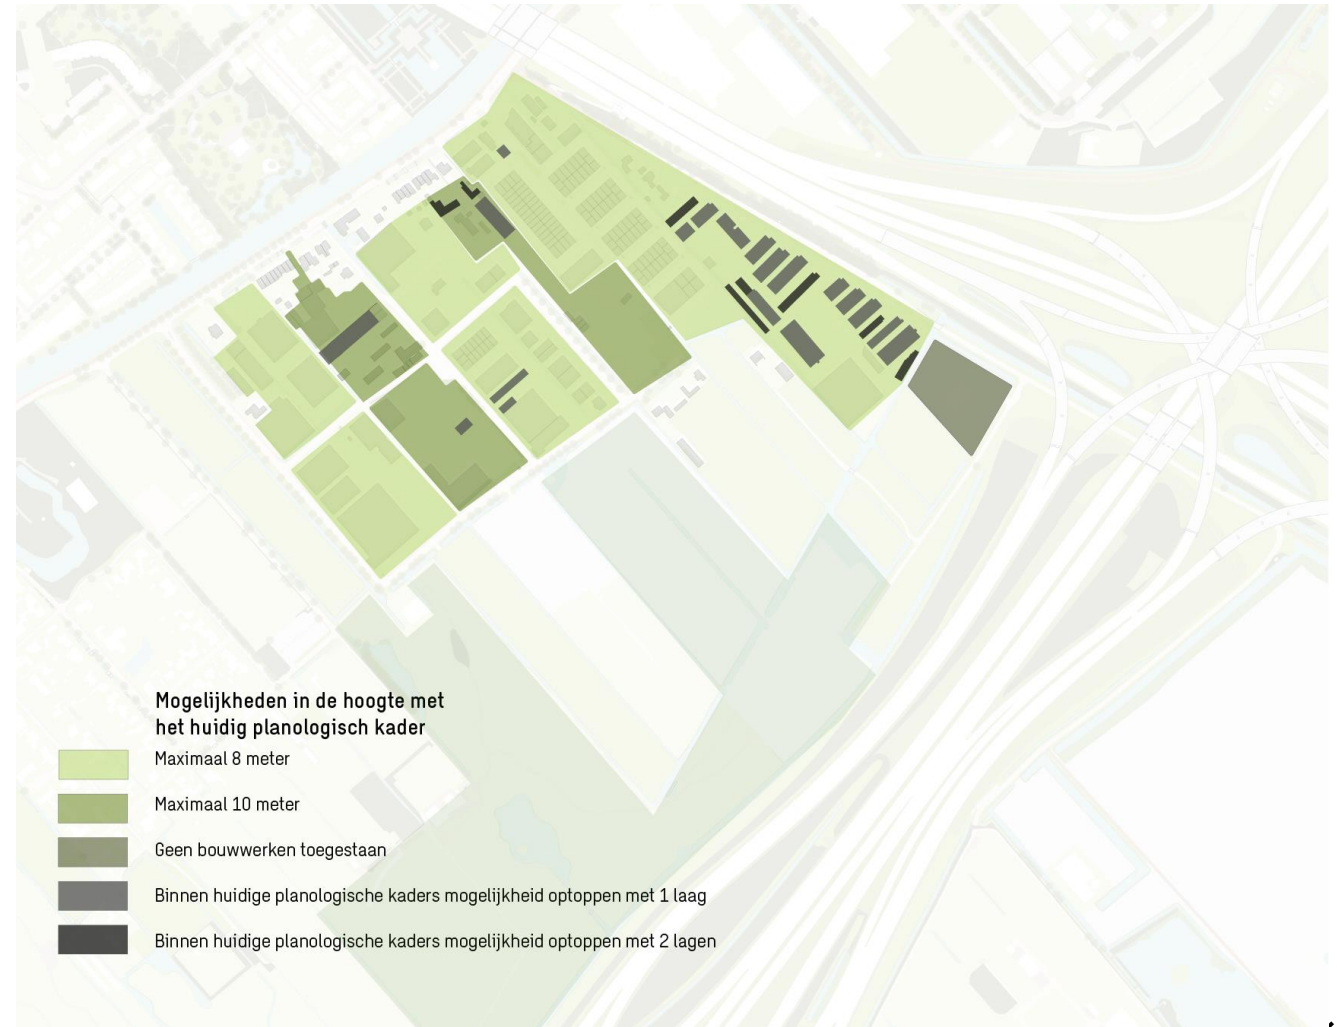 Mogelijkheden in de hoogte met
het huidig planologisch kader
Maximaal 8 meter
Maximaal 10 meter
Geen bouwwerken toegestaan
Binnen huidige planologische kaders mogelijkheid optoppen met 1 laag
Binnen huidige planologische kaders mogelijkheid optoppen met 2 lagen